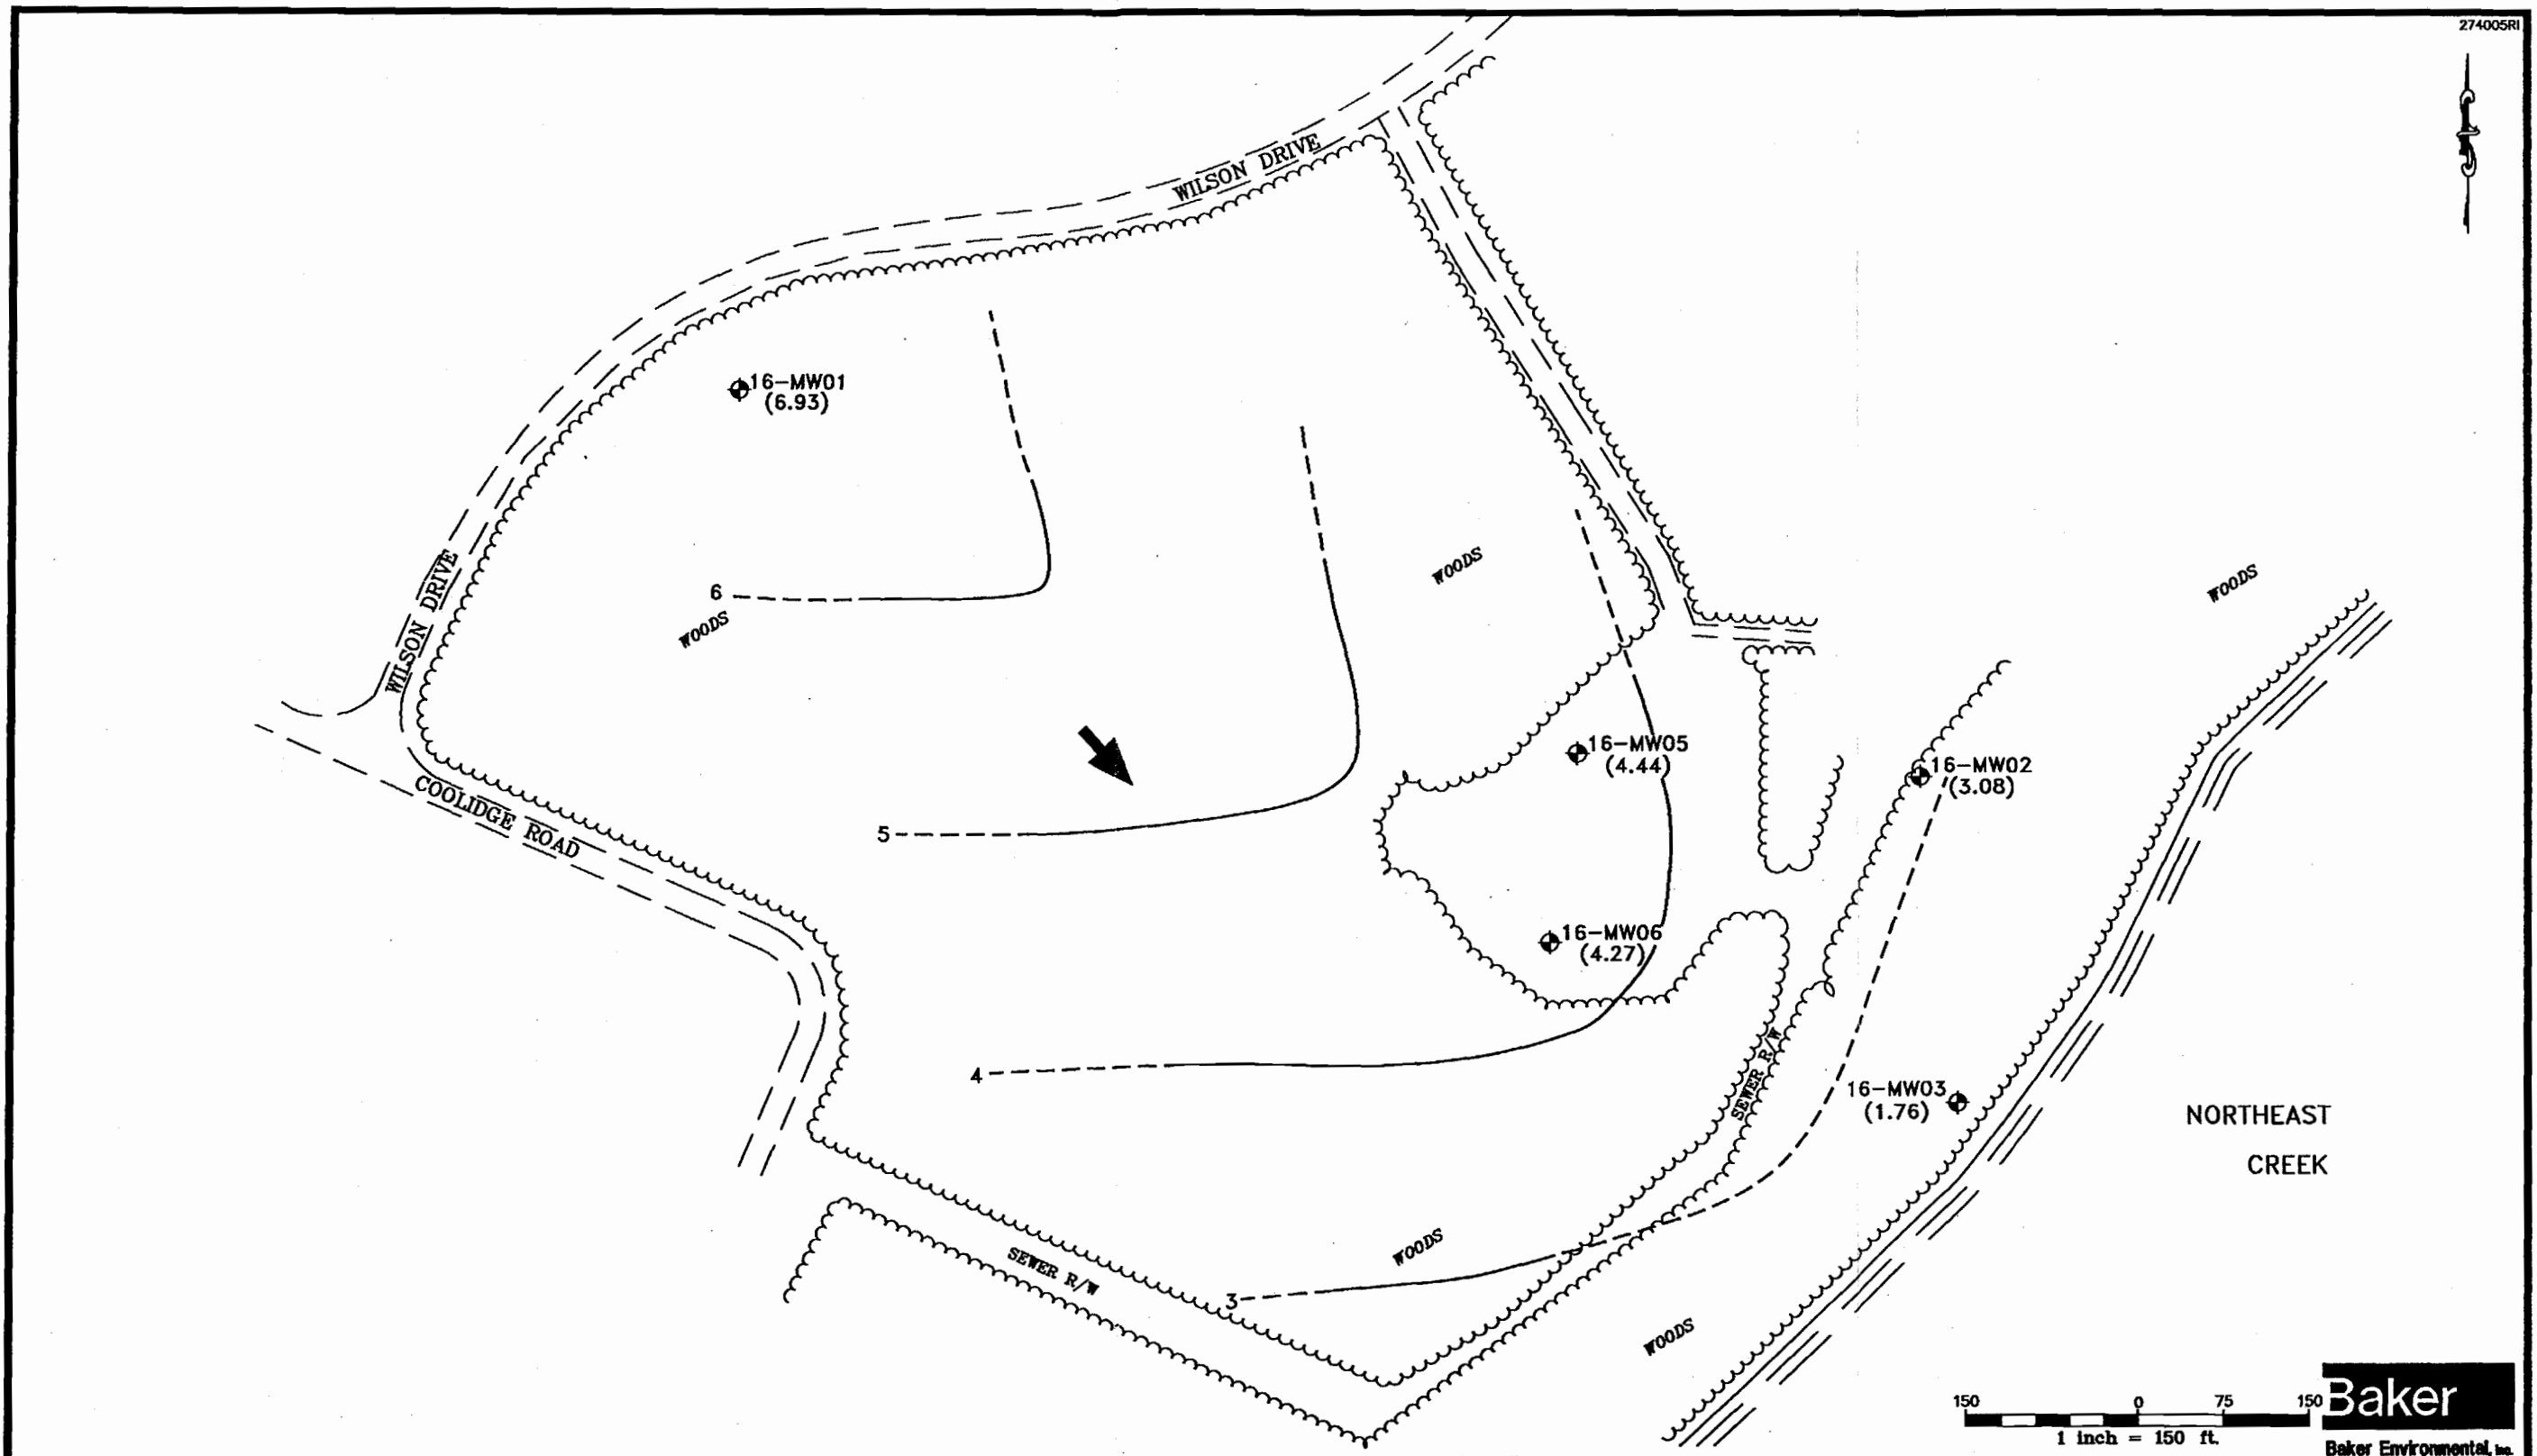 274005RI
WILSON DRIVE
16-MW01
(6.93)
WOODS
WOODS
WILSON DRIVE
6
WOODS
16-MW05
(4.44)
16-MW02
(3.08)
COOLIDGE ROAD
5
16-MW06
(4.27)
SEWER R/W
4
16-MW03
(1.76)
NORTHEAST
CREEK
WOODS
SEWER R/W
3
WOODS
150 0 75 150
1 inch = 150 ft.
Baker
Baker Environmental, Inc.